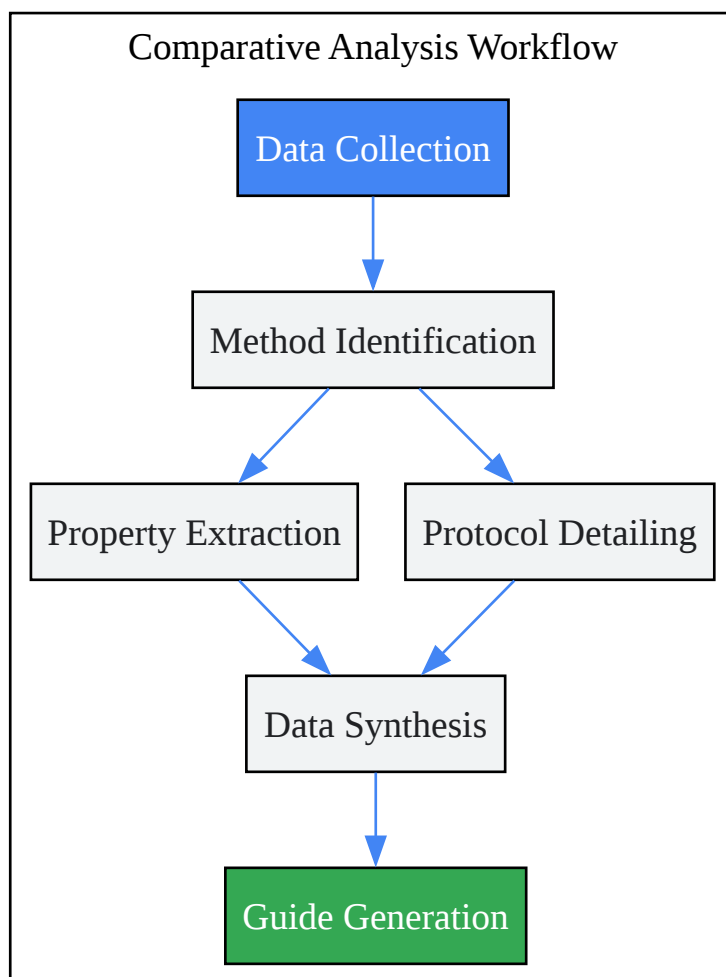 Comparative Analysis Workflow
Data Collection
Method Identification
Property Extraction
Protocol Detailing
Data Synthesis
Guide Generation